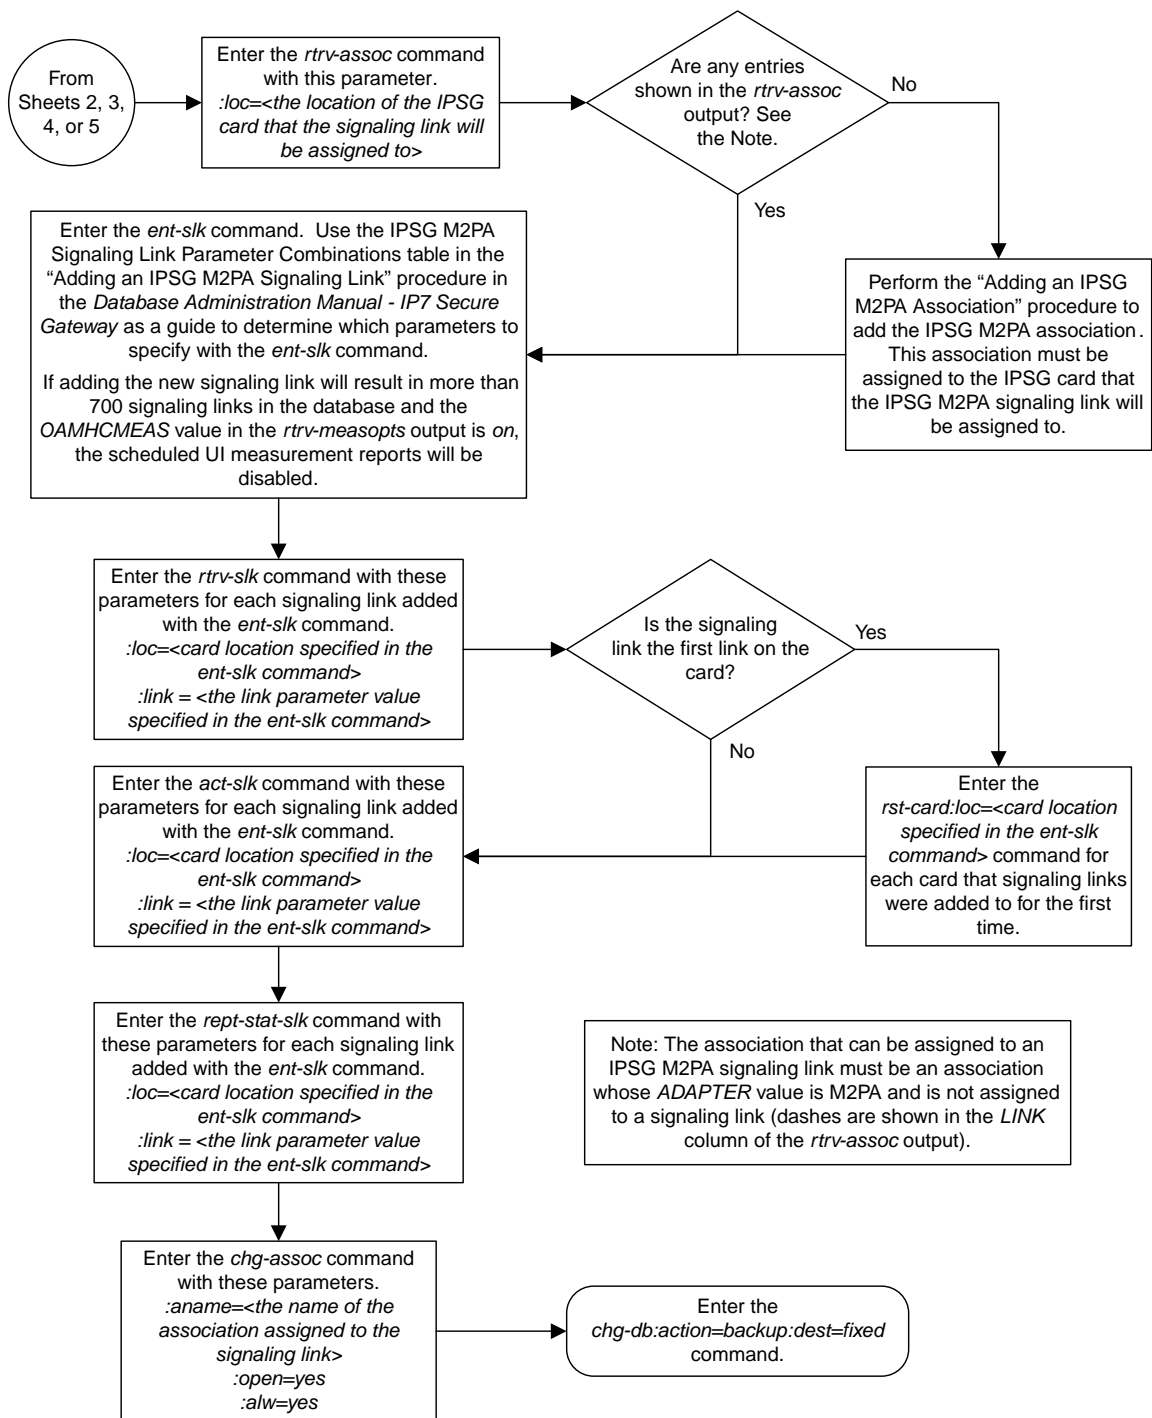 From
Sheets 2, 3,
4, or 5
Enter the rtrv-assoc command
with this parameter.
:loc=<the location of the IPSG
card that the signaling link will
be assigned to>
Are any entries
shown in the rtrv-assoc
output? See
the Note.
No
Yes
Enter the ent-slk command. Use the IPSG M2PA
Signaling Link Parameter Combinations table in the
“Adding an IPSG M2PA Signaling Link” procedure in
the Database Administration Manual - IP7 Secure
Gateway as a guide to determine which parameters to
specify with the ent-slk command.
If adding the new signaling link will result in more than
700 signaling links in the database and the
OAMHCMEAS value in the rtrv-measopts output is on,
the scheduled UI measurement reports will be
disabled.
Perform the “Adding an IPSG
M2PA Association” procedure to
add the IPSG M2PA association.
This association must be
assigned to the IPSG card that
the IPSG M2PA signaling link will
be assigned to.
Enter the rtrv-slk command with these
parameters for each signaling link added
with the ent-slk command.
:loc=<card location specified in the
ent-slk command>
:link = <the link parameter value
specified in the ent-slk command>
Is the signaling
link the first link on the
card?
Yes
No
Enter the
rst-card:loc=<card location
specified in the ent-slk
command> command for
each card that signaling links
were added to for the first
time.
Enter the act-slk command with these
parameters for each signaling link added
with the ent-slk command.
:loc=<card location specified in the
ent-slk command>
:link = <the link parameter value
specified in the ent-slk command>
Enter the rept-stat-slk command with
these parameters for each signaling link
added with the ent-slk command.
:loc=<card location specified in the
ent-slk command>
:link = <the link parameter value
specified in the ent-slk command>
Note: The association that can be assigned to an
IPSG M2PA signaling link must be an association
whose ADAPTER value is M2PA and is not assigned
to a signaling link (dashes are shown in the LINK
column of the rtrv-assoc output).
Enter the chg-assoc command
with these parameters.
:aname=<the name of the
association assigned to the
signaling link>
:open=yes
:alw=yes
Enter the
chg-db:action=backup:dest=fixed
command.